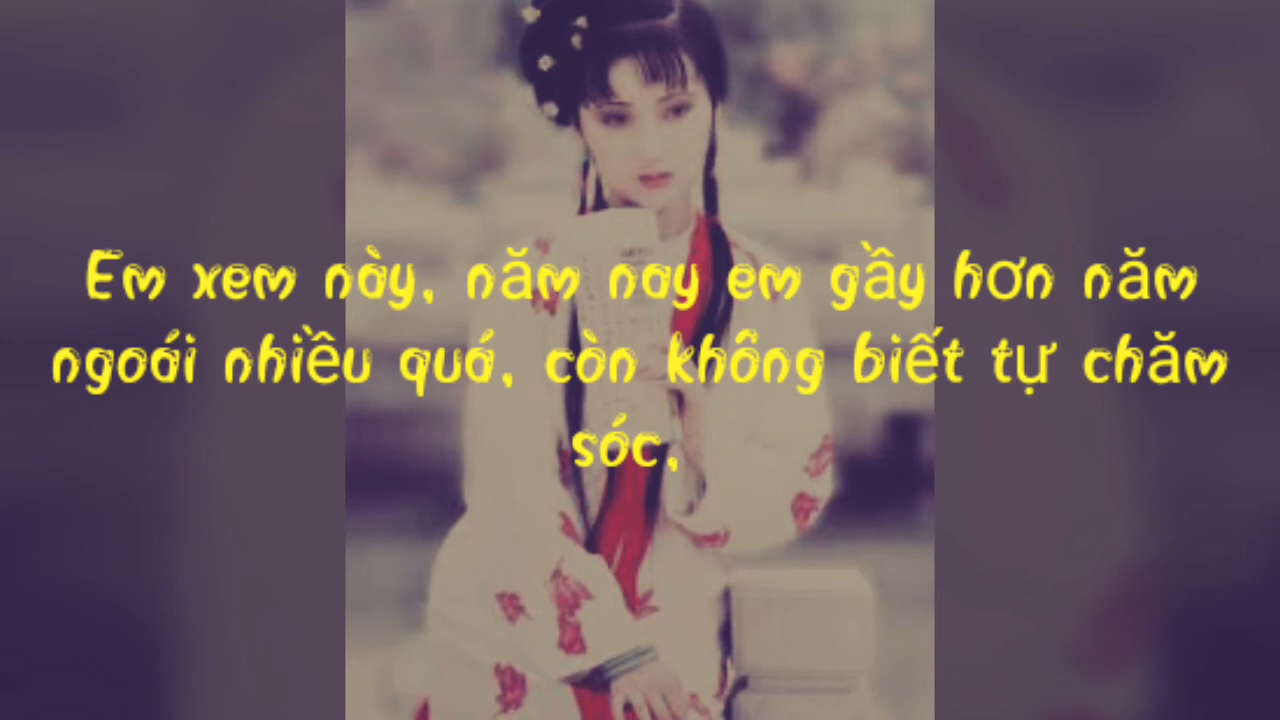 Em xem này, năm nay em gầy hơn năm
ngoái nhiều quá, còn không biết tự chăm
sóc,